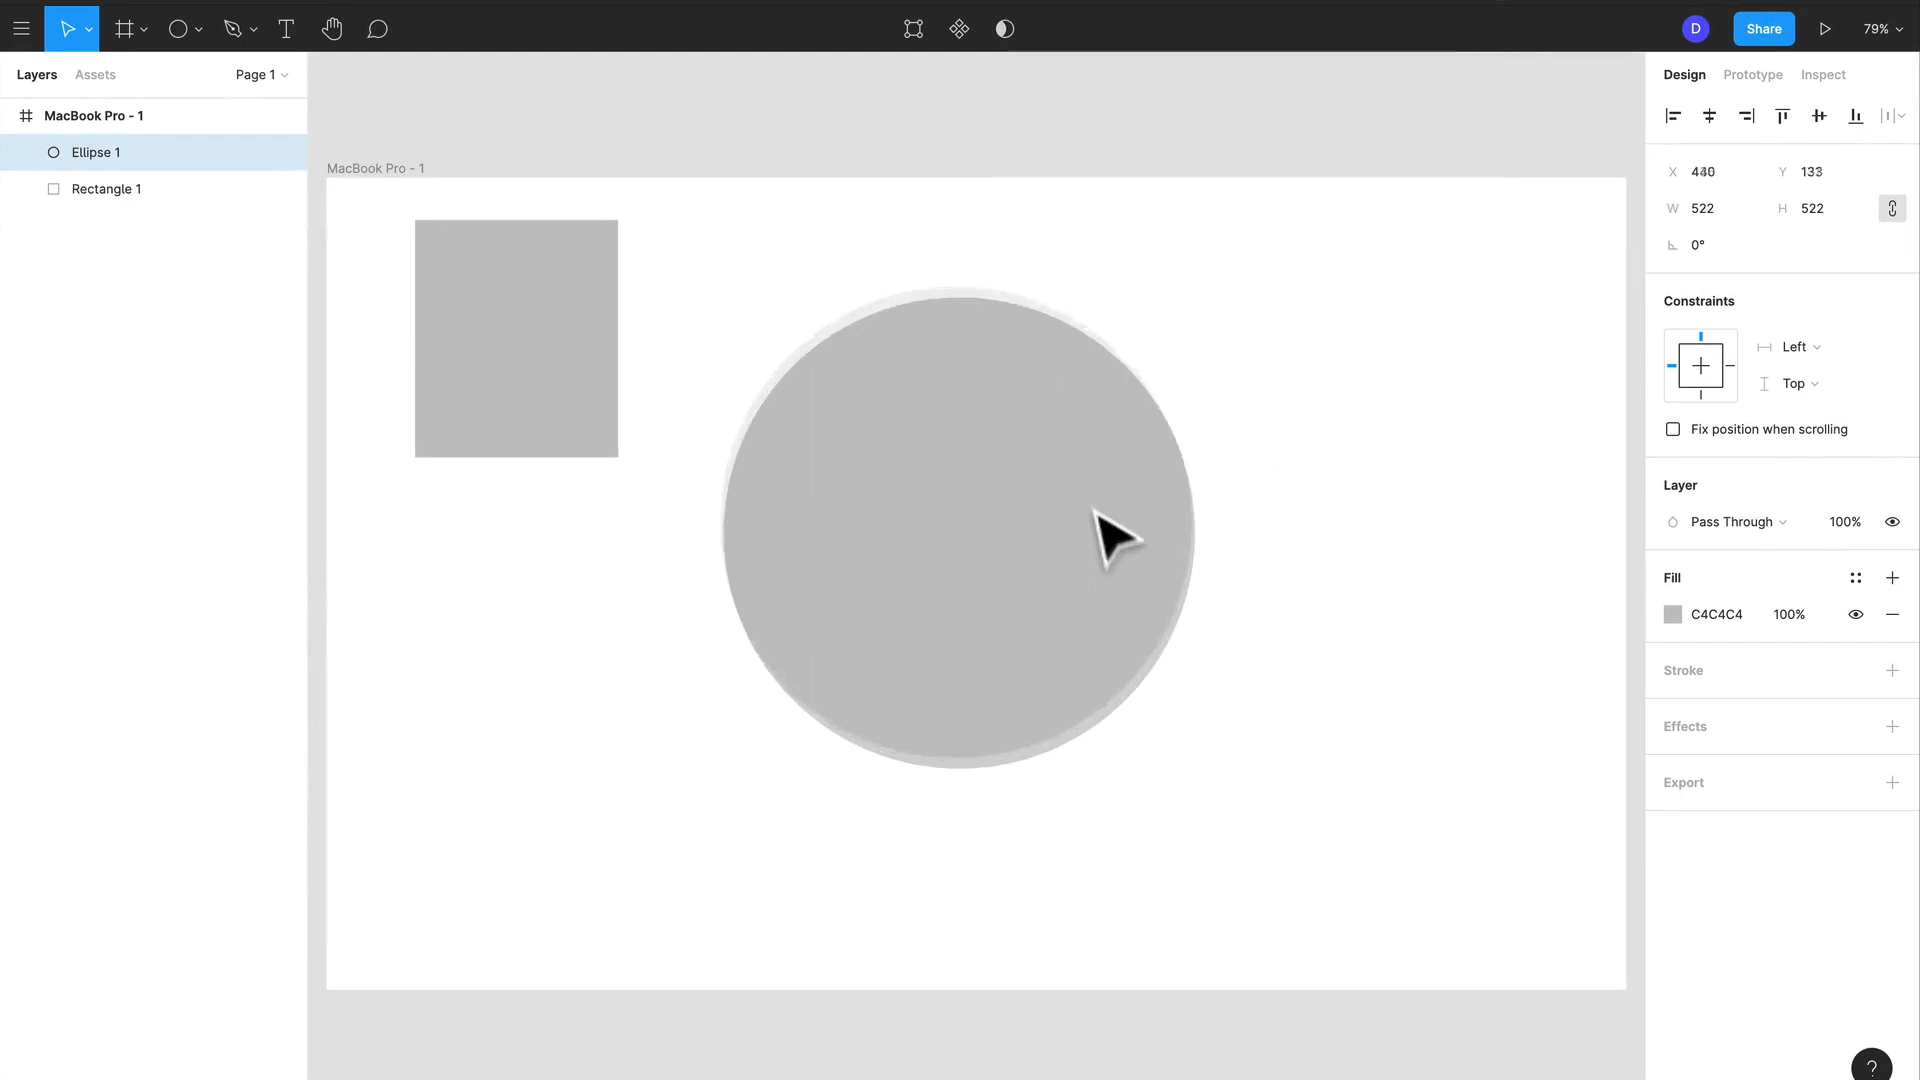 D Share 79%
Layers Assets Page 1
Design Prototype Inspect
MacBook Pro - 1
Ellipse 1
Rectangle 1
MacBook Pro - 1
X Y 133
W 522 H 522
0°
Constraints
Left
Top
Fix position when scrolling
Layer
Pass Through 100%
Fill
C4C4C4 100%
Stroke
Effects
Export
?